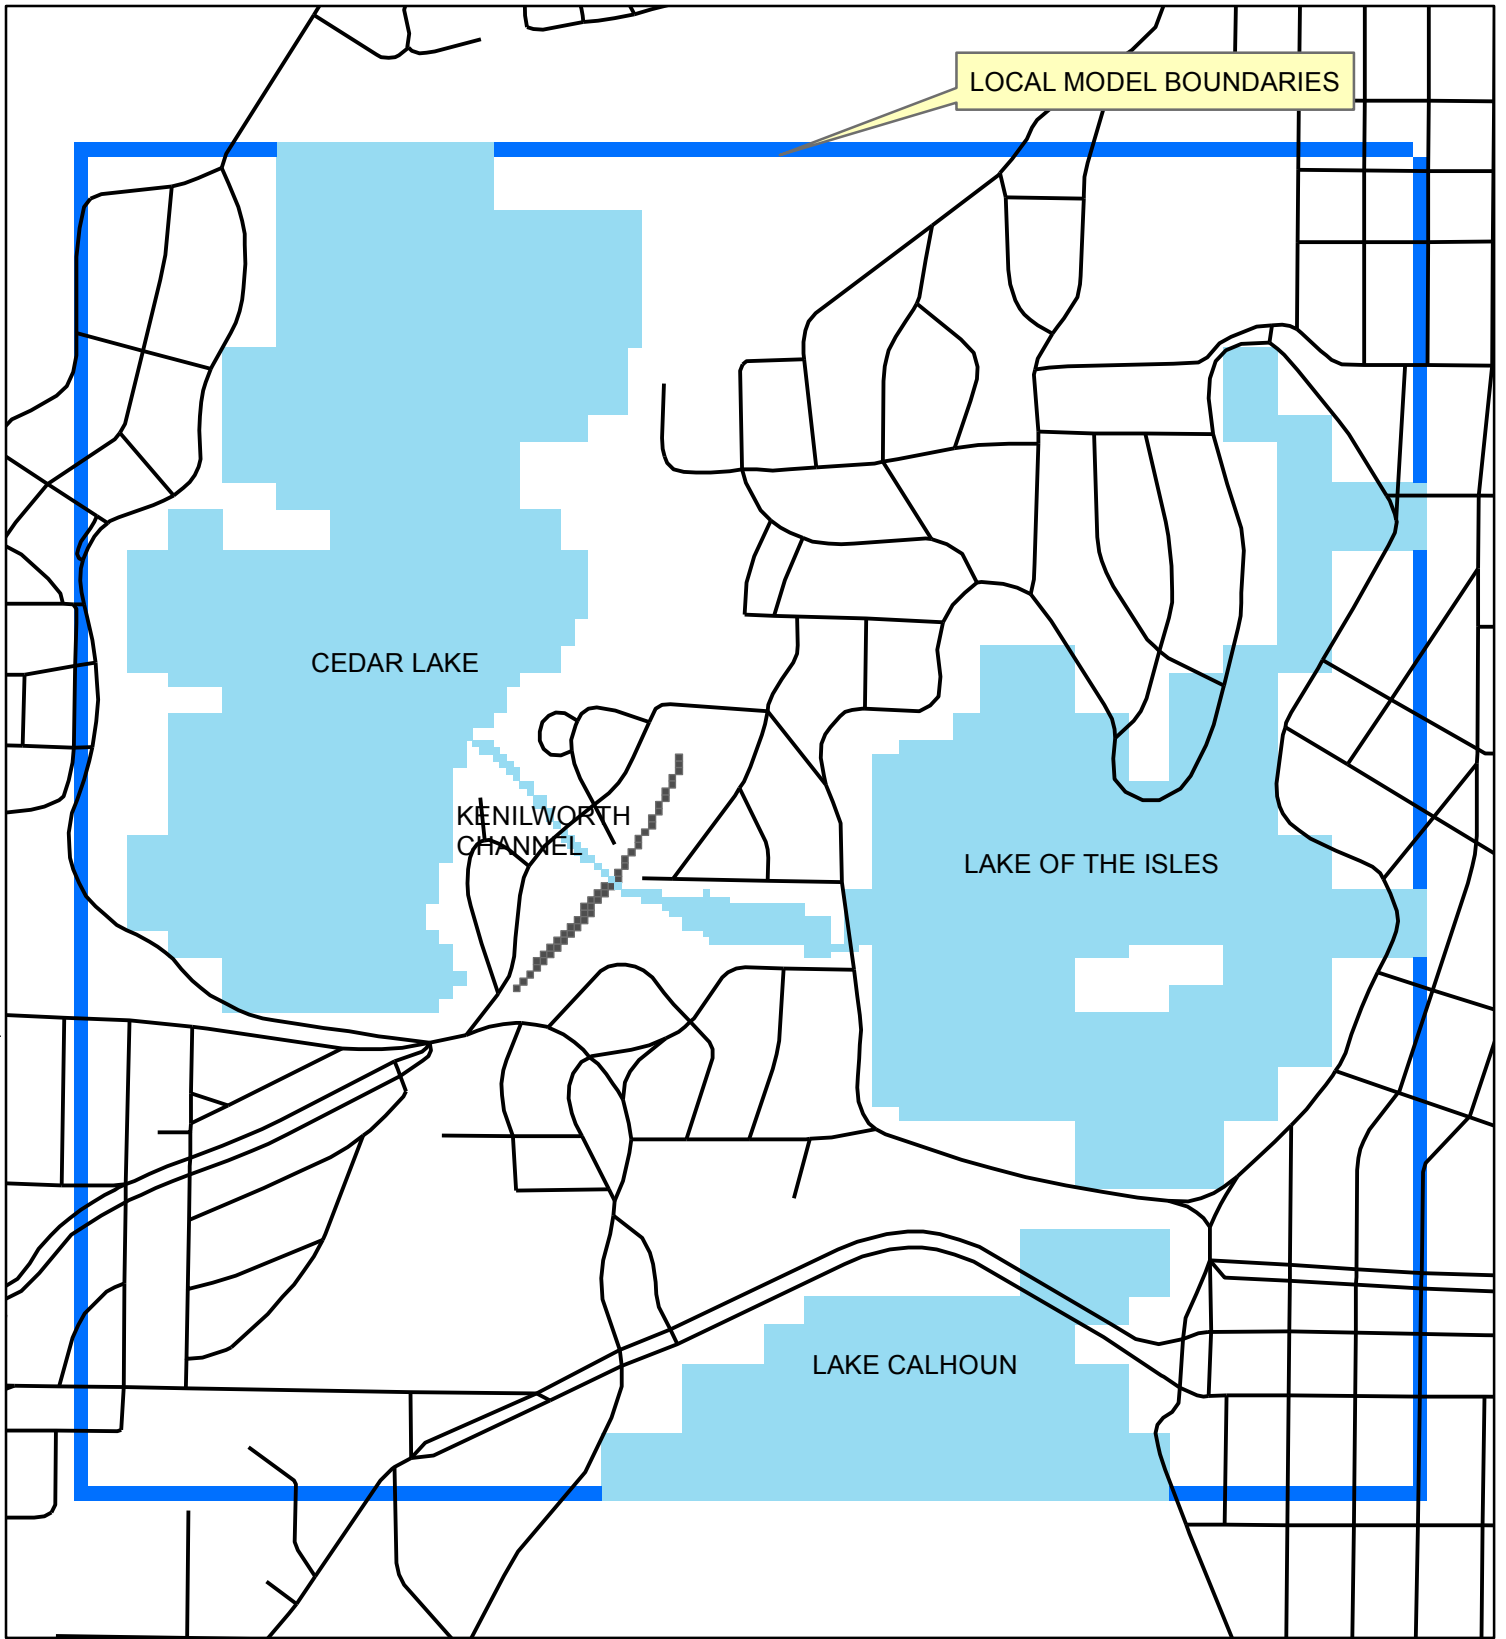 LOCAL MODEL BOUNDARIES
CEDAR LAKE
KENILWORTH
CHANNEL
LAKE OF THE ISLES
LAKE CALHOUN